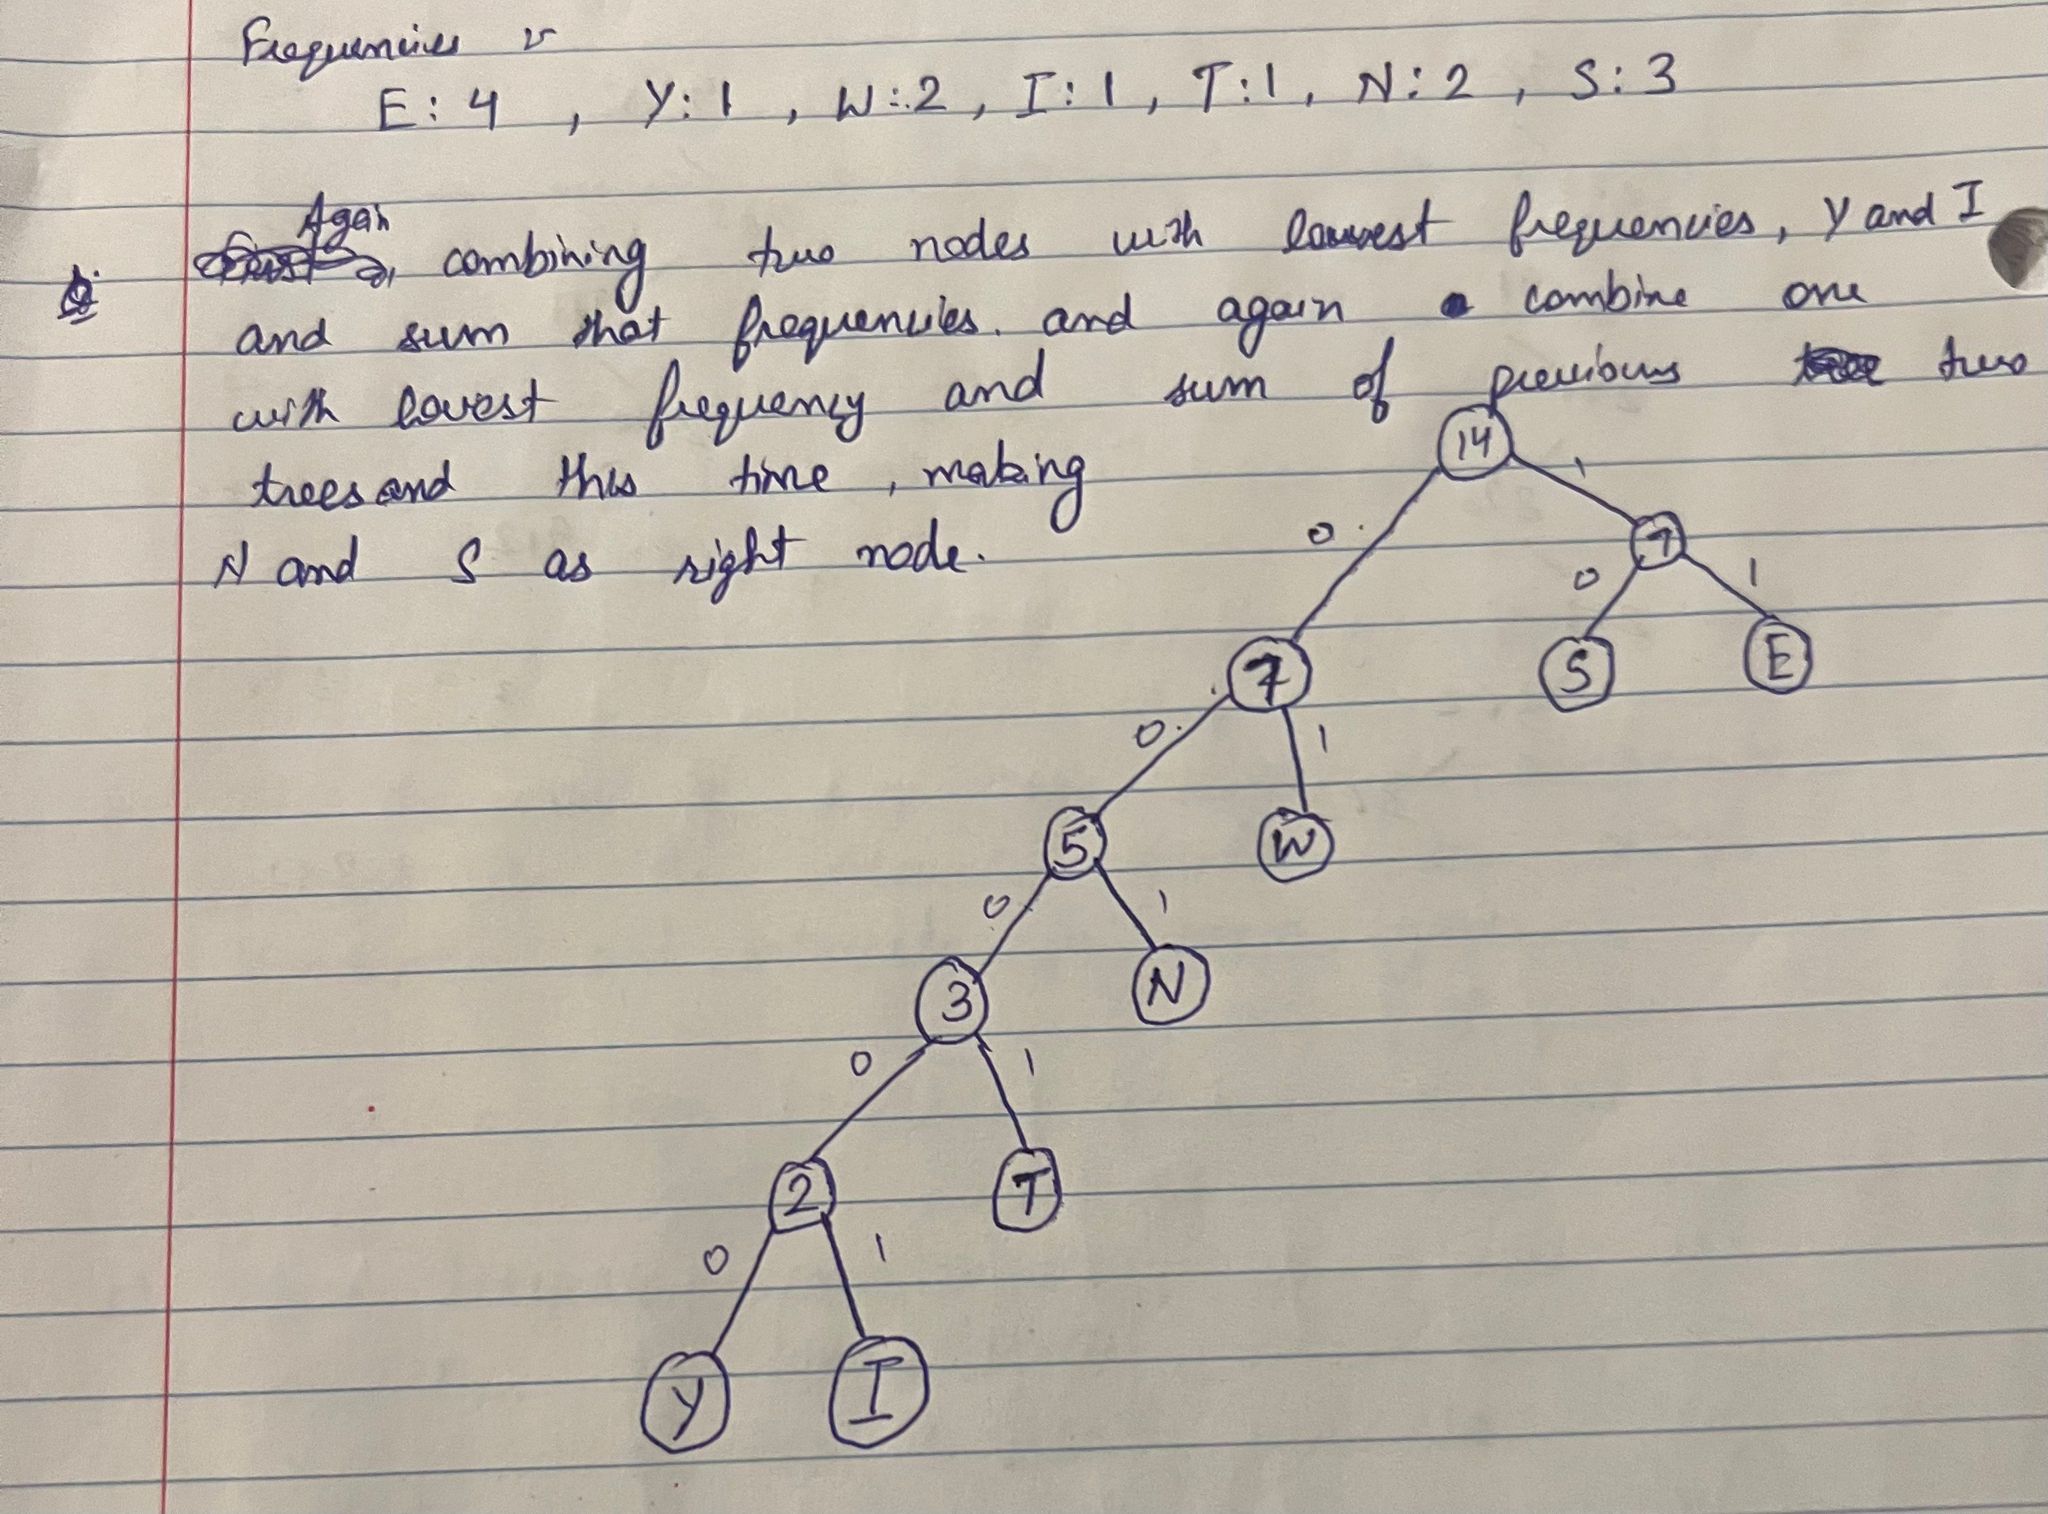 Frequencies
E: 4 , Y: 1 , W: 2 , I: 1 , T: 1 , N: 2 , S: 3
Again
combining two nodes with lowest frequencies, Y and I
and sum that frequencies. and again combine one
with lowest frequency and sum of previous two
trees and this time , making
N and S as right node.
14
0 1
7
0 1
S E
7
0 1
5 W
0 1
3 N
0 1
2 T
0 1
Y I